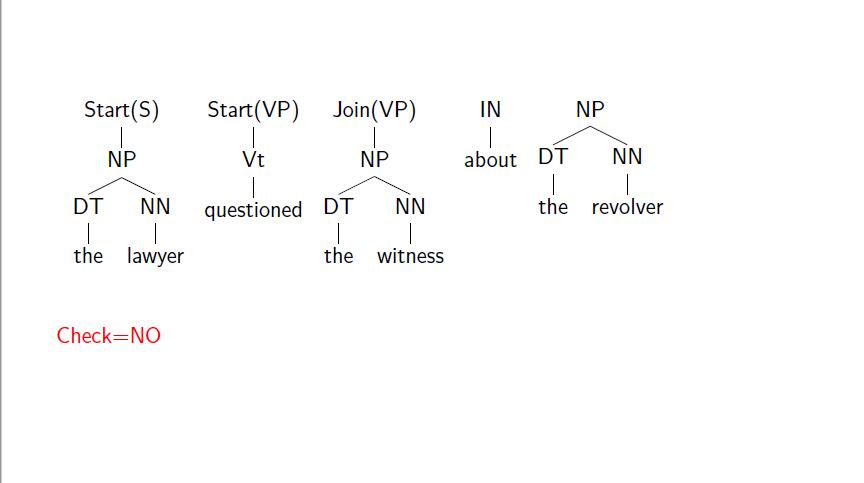 Start(S) Start(VP) Join(VP) IN NP
NP Vt NP about DT NN
DT NN questioned DT NN the revolver
the lawyer the witness
Check=NO